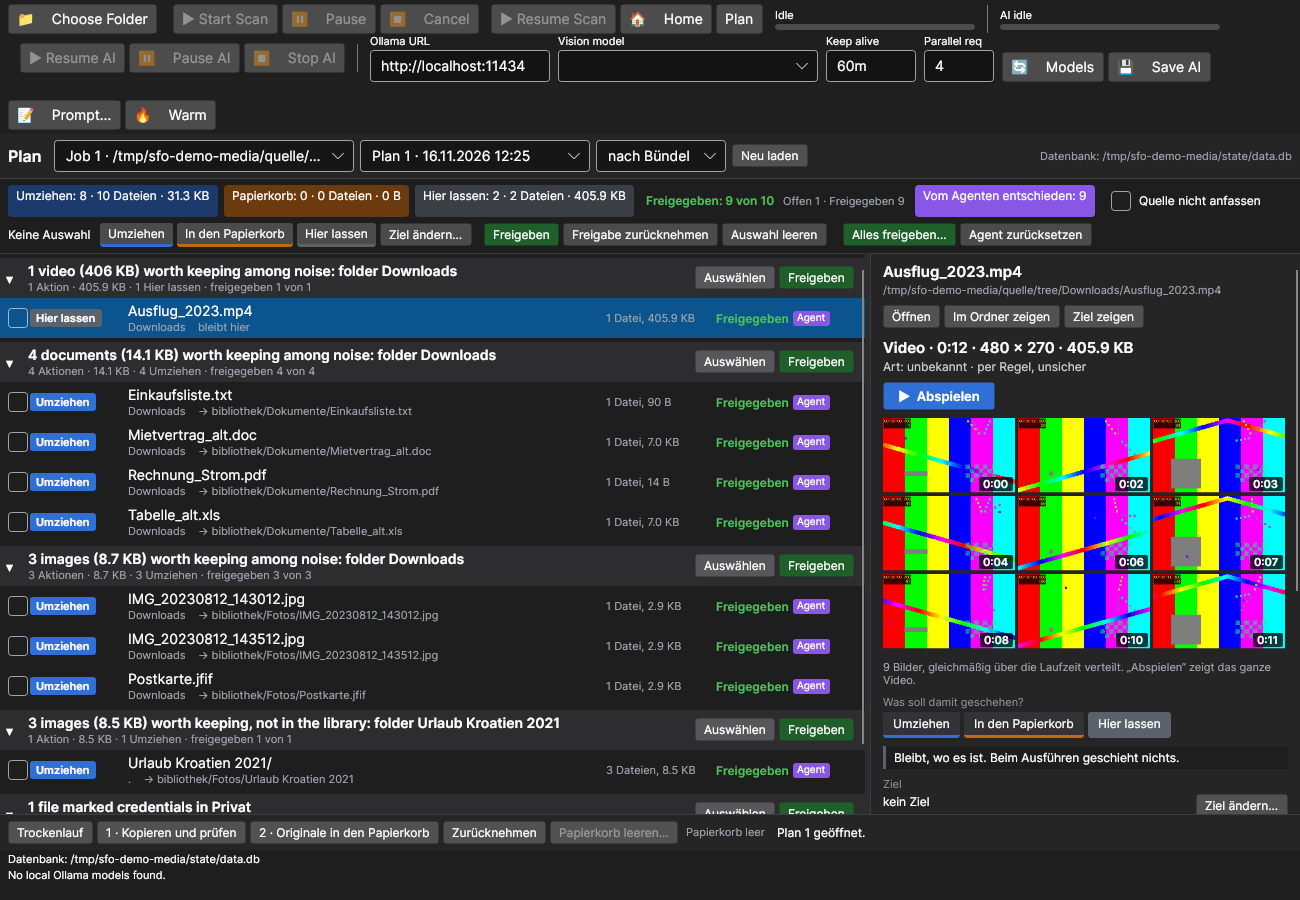 Choose Folder Start Scan Pause Cancel Resume Scan Home Plan Idle AI idle
Resume AI Pause AI Stop AI Ollama URL Vision model Keep alive Parallel req
http://localhost:11434 60m 4 Models Save AI
Prompt... Warm
Plan Job 1 · /tmp/sfo-demo-media/quelle/... Plan 1 · 16.11.2026 12:25 nach Bündel Neu laden Datenbank: /tmp/sfo-demo-media/state/data.db
Umziehen: 8 · 10 Dateien · 31.3 KB Papierkorb: 0 · 0 Dateien · 0 B Hier lassen: 2 · 2 Dateien · 405.9 KB Freigegeben: 9 von 10 Offen 1 · Freigegeben 9 Vom Agenten entschieden: 9 Quelle nicht anfassen
Keine Auswahl Umziehen In den Papierkorb Hier lassen Ziel ändern... Freigeben Freigabe zurücknehmen Auswahl leeren Alles freigeben... Agent zurücksetzen
1 video (406 KB) worth keeping among noise: folder Downloads
1 Aktion · 405.9 KB · 1 Hier lassen · freigegeben 1 von 1
Auswählen Freigeben
Hier lassen Ausflug_2023.mp4 1 Datei, 405.9 KB Freigegeben Agent
Downloads bleibt hier
4 documents (14.1 KB) worth keeping among noise: folder Downloads
4 Aktionen · 14.1 KB · 4 Umziehen · freigegeben 4 von 4
Auswählen Freigeben
Umziehen Einkaufsliste.txt 1 Datei, 90 B Freigegeben Agent
Downloads → bibliothek/Dokumente/Einkaufsliste.txt
Umziehen Mietvertrag_alt.doc 1 Datei, 7.0 KB Freigegeben Agent
Downloads → bibliothek/Dokumente/Mietvertrag_alt.doc
Umziehen Rechnung_Strom.pdf 1 Datei, 14 B Freigegeben Agent
Downloads → bibliothek/Dokumente/Rechnung_Strom.pdf
Umziehen Tabelle_alt.xls 1 Datei, 7.0 KB Freigegeben Agent
Downloads → bibliothek/Dokumente/Tabelle_alt.xls
3 images (8.7 KB) worth keeping among noise: folder Downloads
3 Aktionen · 8.7 KB · 3 Umziehen · freigegeben 3 von 3
Auswählen Freigeben
Umziehen IMG_20230812_143012.jpg 1 Datei, 2.9 KB Freigegeben Agent
Downloads → bibliothek/Fotos/IMG_20230812_143012.jpg
Umziehen IMG_20230812_143512.jpg 1 Datei, 2.9 KB Freigegeben Agent
Downloads → bibliothek/Fotos/IMG_20230812_143512.jpg
Umziehen Postkarte.jfif 1 Datei, 2.9 KB Freigegeben Agent
Downloads → bibliothek/Fotos/Postkarte.jfif
3 images (8.5 KB) worth keeping, not in the library: folder Urlaub Kroatien 2021
1 Aktion · 8.5 KB · 1 Umziehen · freigegeben 1 von 1
Auswählen Freigeben
Umziehen Urlaub Kroatien 2021/ 3 Dateien, 8.5 KB Freigegeben Agent
. → bibliothek/Fotos/Urlaub Kroatien 2021
1 file marked credentials in Privat
Auswählen Freigeben
Ausflug_2023.mp4
/tmp/sfo-demo-media/quelle/tree/Downloads/Ausflug_2023.mp4
Öffnen Im Ordner zeigen Ziel zeigen
Video · 0:12 · 480 × 270 · 405.9 KB
Art: unbekannt · per Regel, unsicher
Abspielen
0:00 0:02 0:03
0:04 0:06 0:07
0:08 0:10 0:11
9 Bilder, gleichmäßig über die Laufzeit verteilt. „Abspielen“ zeigt das ganze
Video.
Was soll damit geschehen?
Umziehen In den Papierkorb Hier lassen
Bleibt, wo es ist. Beim Ausführen geschieht nichts.
Ziel
kein Ziel Ziel ändern...
Trockenlauf 1 · Kopieren und prüfen 2 · Originale in den Papierkorb Zurücknehmen Papierkorb leeren... Papierkorb leer Plan 1 geöffnet.
Datenbank: /tmp/sfo-demo-media/state/data.db
No local Ollama models found.